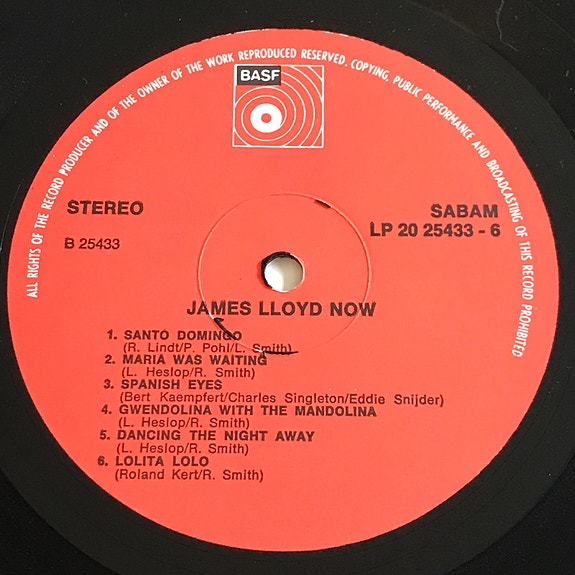 ALL RIGHTS OF THE RECORD PRODUCER AND OF THE OWNER OF THE WORK REPRODUCED RESERVED. COPYING, PUBLIC PERFORMANCE AND BROADCASTING OF THIS RECORD PROHIBITED
BASF
STEREO
SABAM
B 25433
LP 20 25433 - 6
JAMES LLOYD NOW
1. SANTO DOMINGO
(R. Lindt/P. Pohl/L. Smith)
2. MARIA WAS WAITING
(L. Heslop/R. Smith)
3. SPANISH EYES
(Bert Kaempfert/Charles Singleton/Eddie Snijder)
4. GWENDOLINA WITH THE MANDOLINA
(L. Heslop/R. Smith)
5. DANCING THE NIGHT AWAY
(L. Heslop/R. Smith)
6. LOLITA LOLO
(Roland Kert/R. Smith)